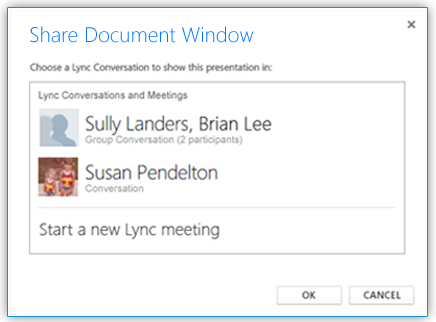 Share Document Window
Choose a Lync Conversation to show this presentation in:
Lync Conversations and Meetings
Sully Landers, Brian Lee
Group Conversation (2 participants)
Susan Pendelton
Conversation
Start a new Lync meeting
OK CANCEL